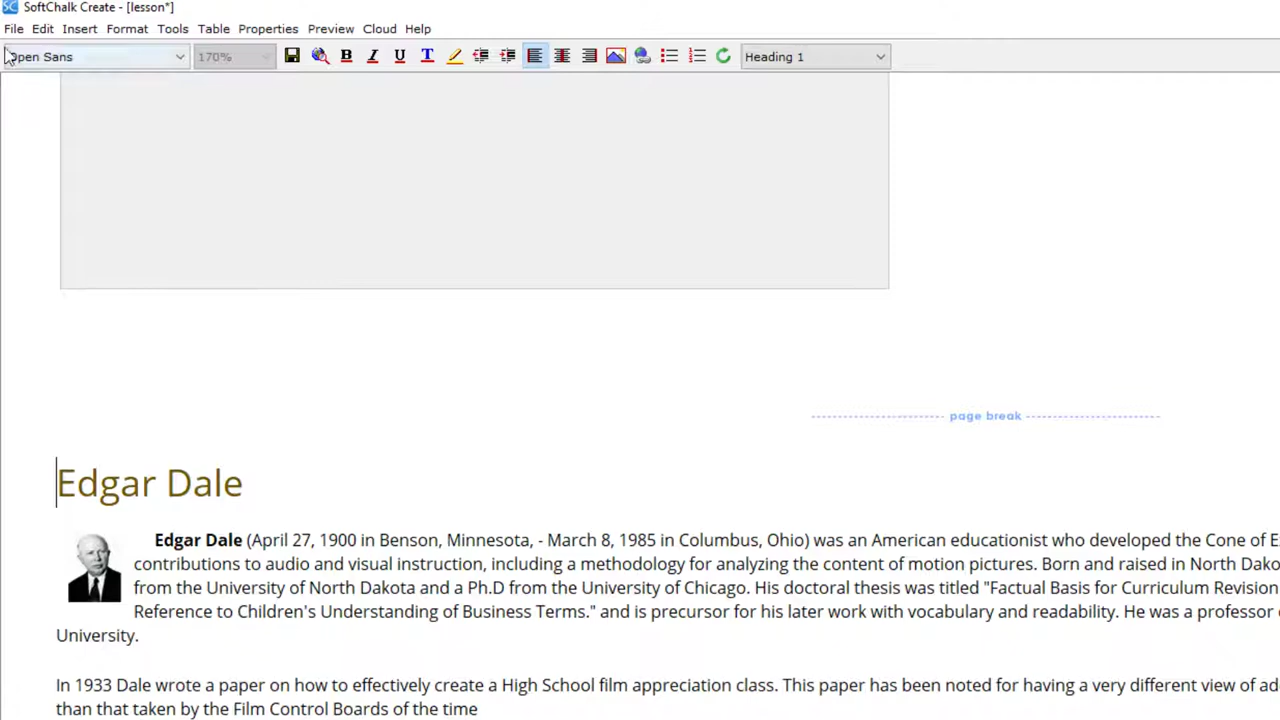 SoftChalk Create - [lesson*]
File Edit Insert Format Tools Table Properties Preview Cloud Help
Open Sans 170% B I U T Heading 1
page break
Edgar Dale
Edgar Dale (April 27, 1900 in Benson, Minnesota, - March 8, 1985 in Columbus, Ohio) was an American educationist who developed the Cone of
contributions to audio and visual instruction, including a methodology for analyzing the content of motion pictures. Born and raised in North
from the University of North Dakota and a Ph.D from the University of Chicago. His doctoral thesis was titled "Factual Basis for Curriculum Revision
Reference to Children's Understanding of Business Terms." and is precursor for his later work with vocabulary and readability. He was a professor
University.
In 1933 Dale wrote a paper on how to effectively create a High School film appreciation class. This paper has been noted for having a very different view of
than that taken by the Film Control Boards of the time